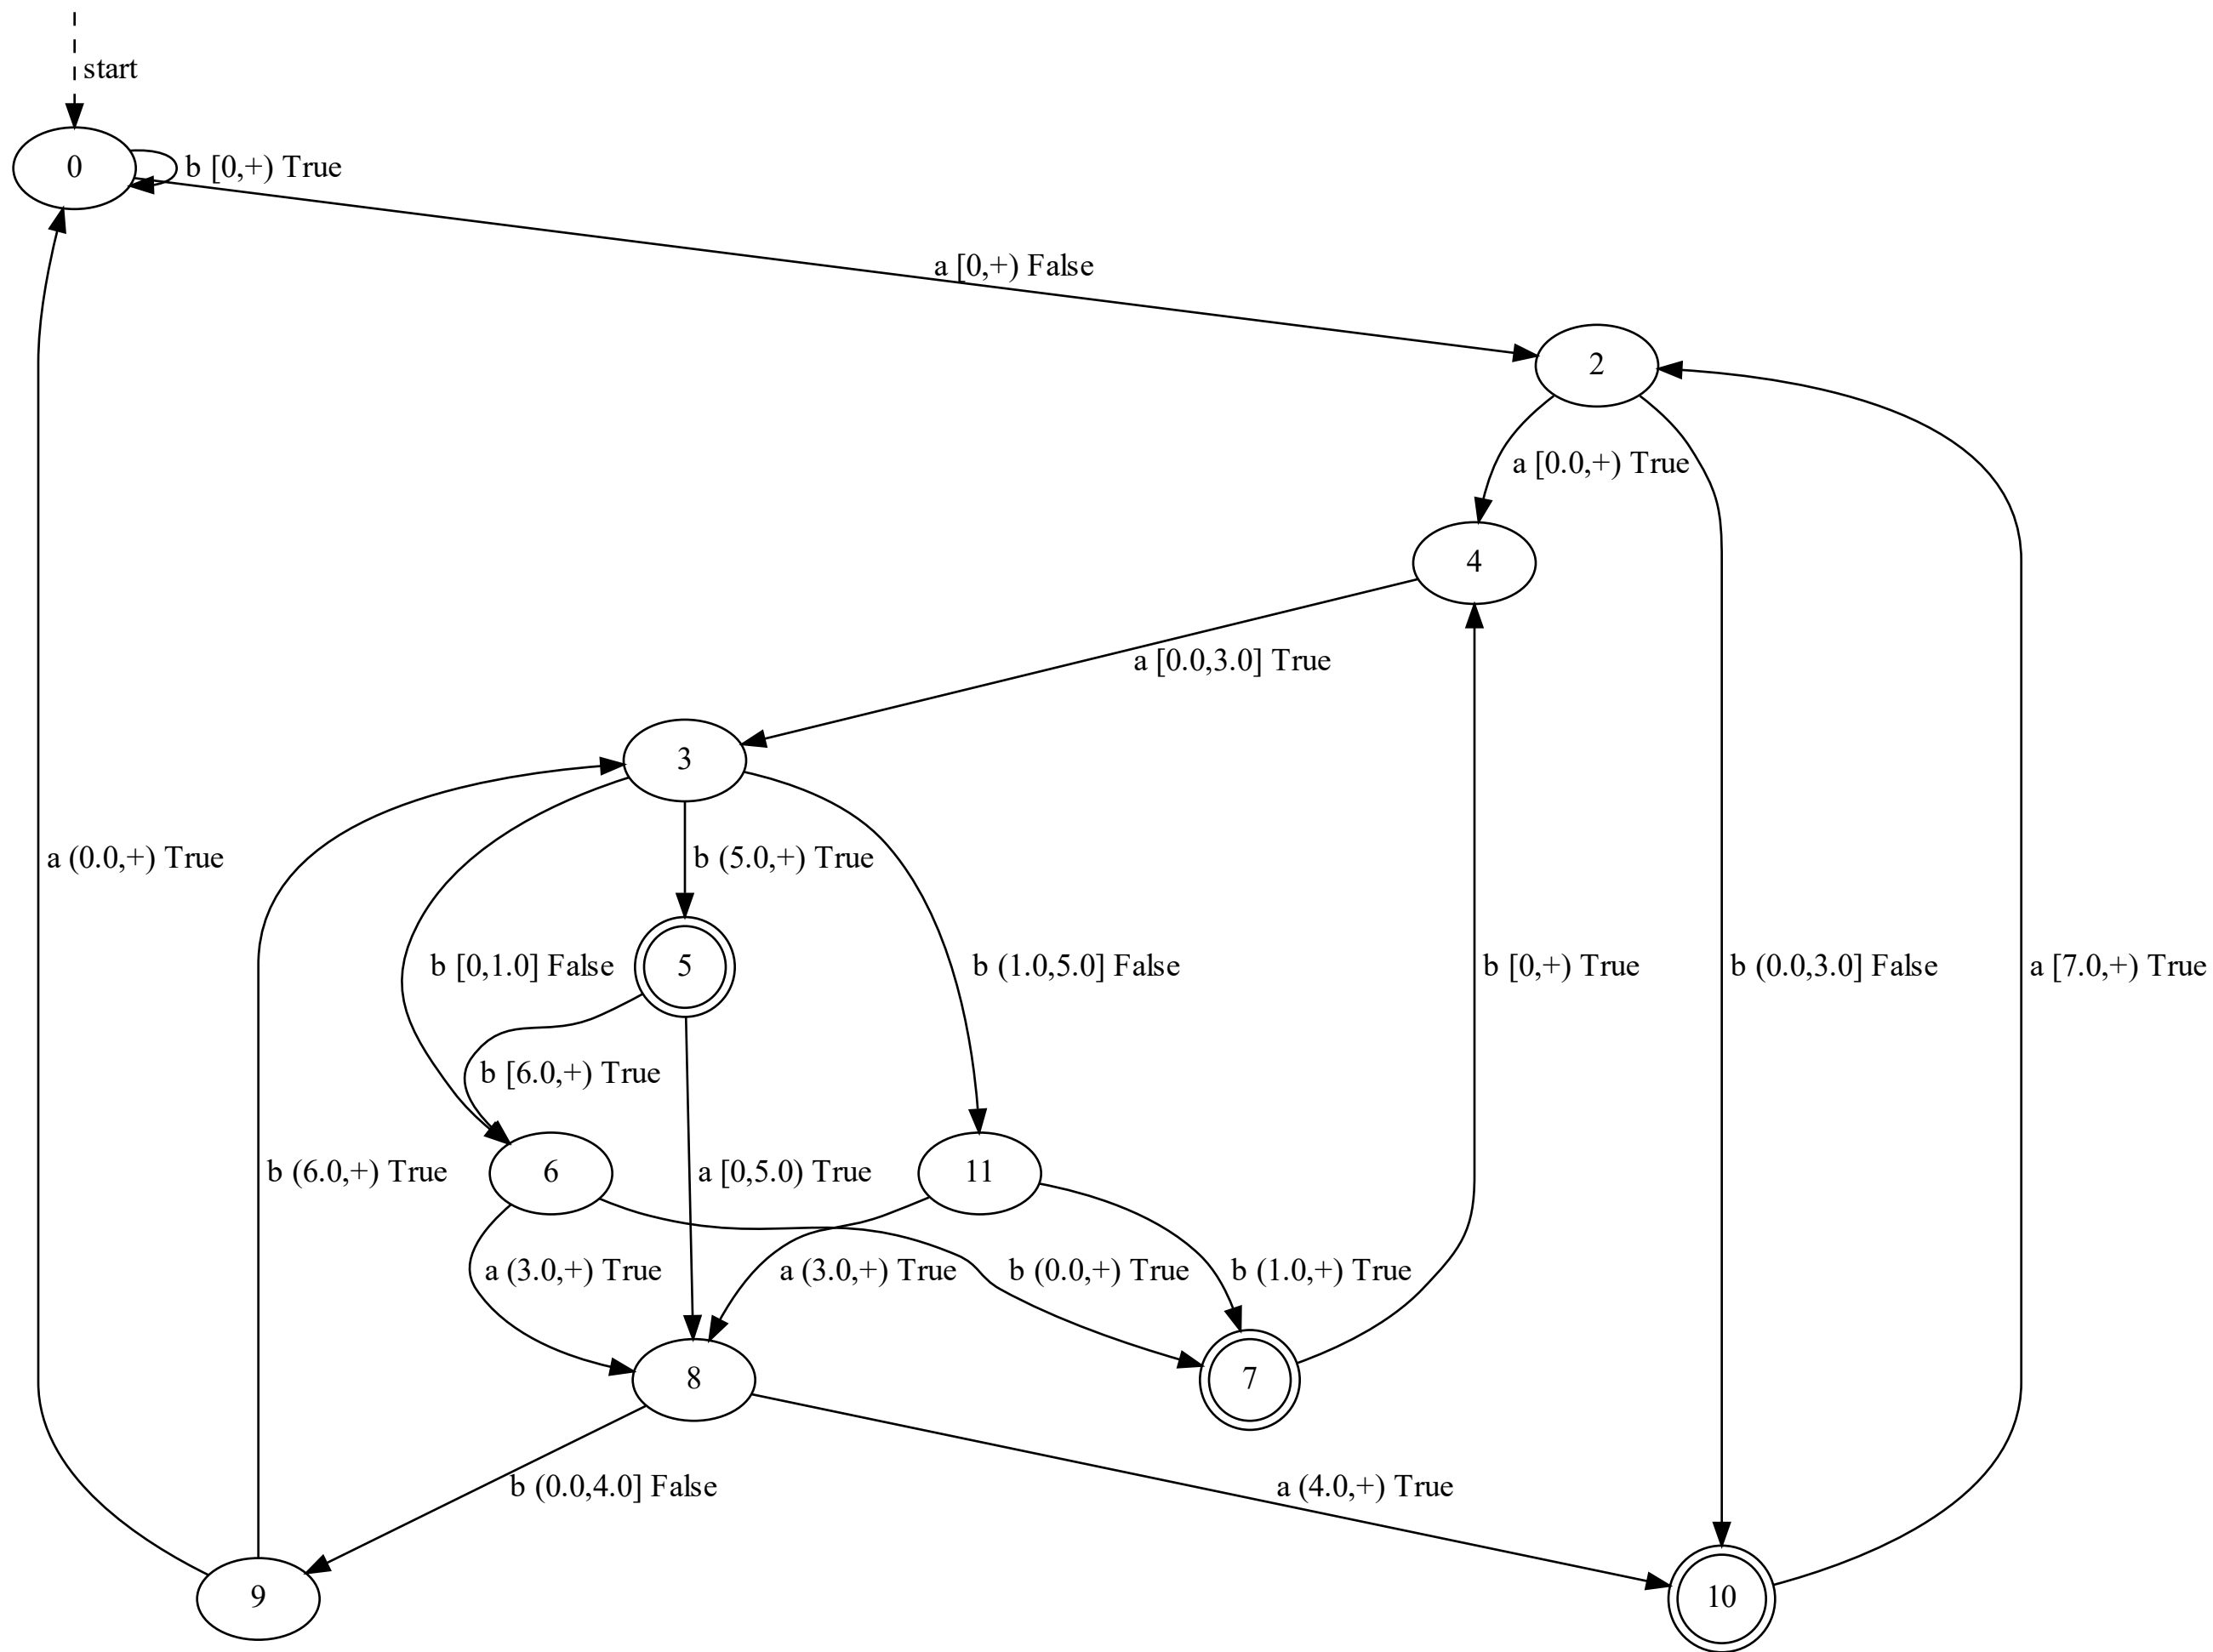 start
0
b [0,+) True
a [0,+) False
2
a [0.0,+) True
4
a [0.0,3.0] True
3
a (0.0,+) True
b (5.0,+) True
b [0,1.0] False
5
b (1.0,5.0] False
b [0,+) True
b (0.0,3.0] False
a [7.0,+) True
b [6.0,+) True
b (6.0,+) True
6
a [0,5.0) True
11
a (3.0,+) True
a (3.0,+) True
b (0.0,+) True
b (1.0,+) True
8
7
b (0.0,4.0] False
a (4.0,+) True
9
10